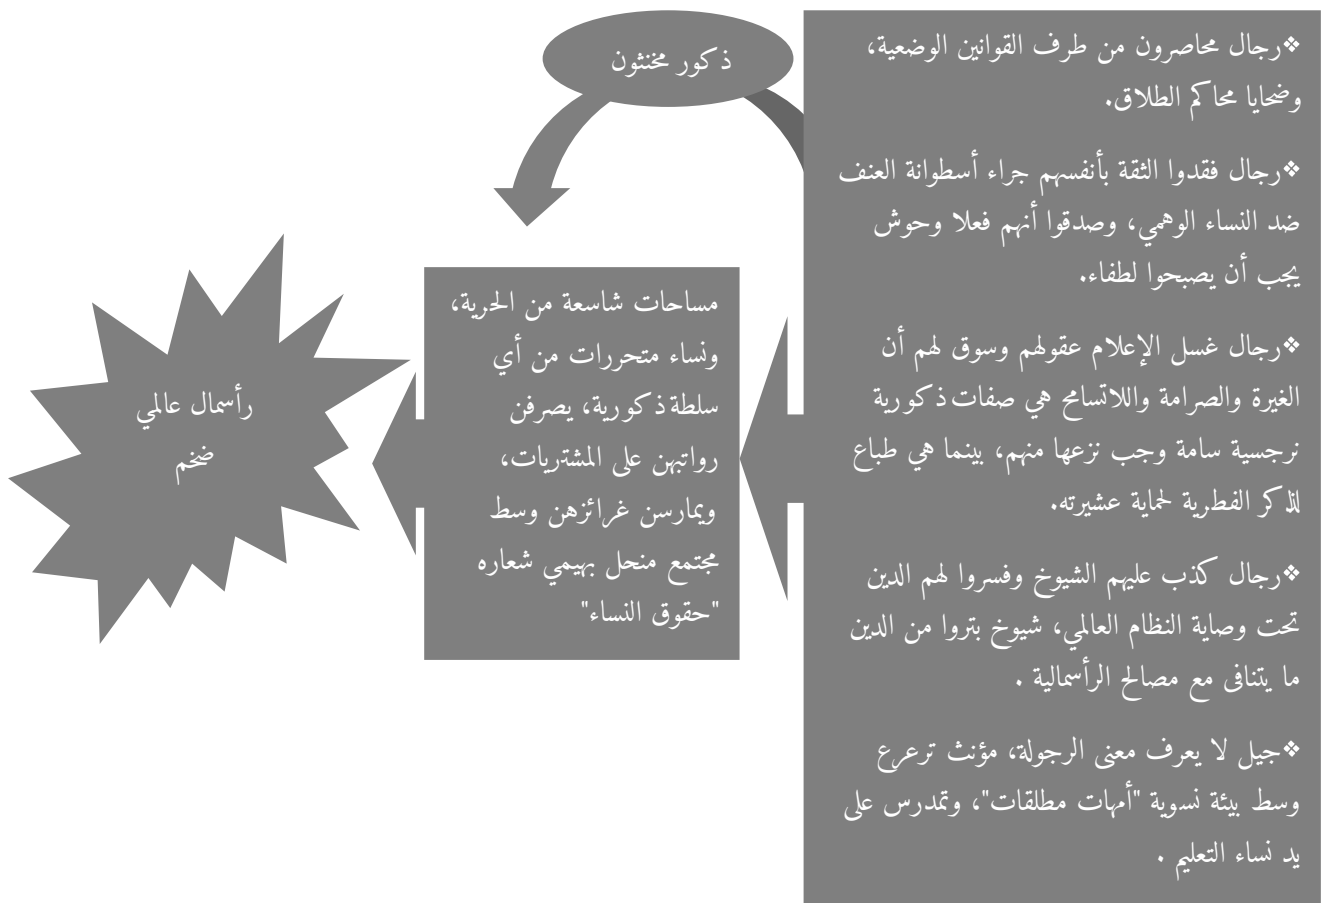 ❖رجال محاصرون من طرف القوانين الوضعية،
وضحايا محاكم الطلاق.
❖رجال فقدوا الثقة بأنفسهم جراء أسطوانة العنف
ضد النساء الوهمي، وصدقوا أنهم فعلا وحوش
يجب أن يصبحوا لطفاء.
❖رجال غسل الإعلام عقولهم وسوق لهم أن
الغيرة والصرامة واللاتسامح هي صفات ذكورية
نرجسية سامة وجب نزعها منهم، بينما هي طباع
الذكر الفطرية لحماية عشيرته.
❖رجال كذب عليهم الشيوخ وفسروا لهم الدين
تحت وصاية النظام العالمي، شيوخ بتروا من الدين
ما يتنافى مع مصالح الرأسمالية .
❖جيل لا يعرف معنى الرجولة، مؤنث ترعرع
وسط بيئة نسوية "أمهات مطلقات"، وتمدرس على
يد نساء التعليم .
ذكور مخنثون
مساحات شاسعة من الحرية،
ونساء متحررات من أي
سلطة ذكورية، يصرفن
رواتبهن على المشتريات،
ويمارسن غرائزهن وسط
مجتمع منحل بهيمي شعاره
"حقوق النساء"
رأسمال عالمي
ضخم